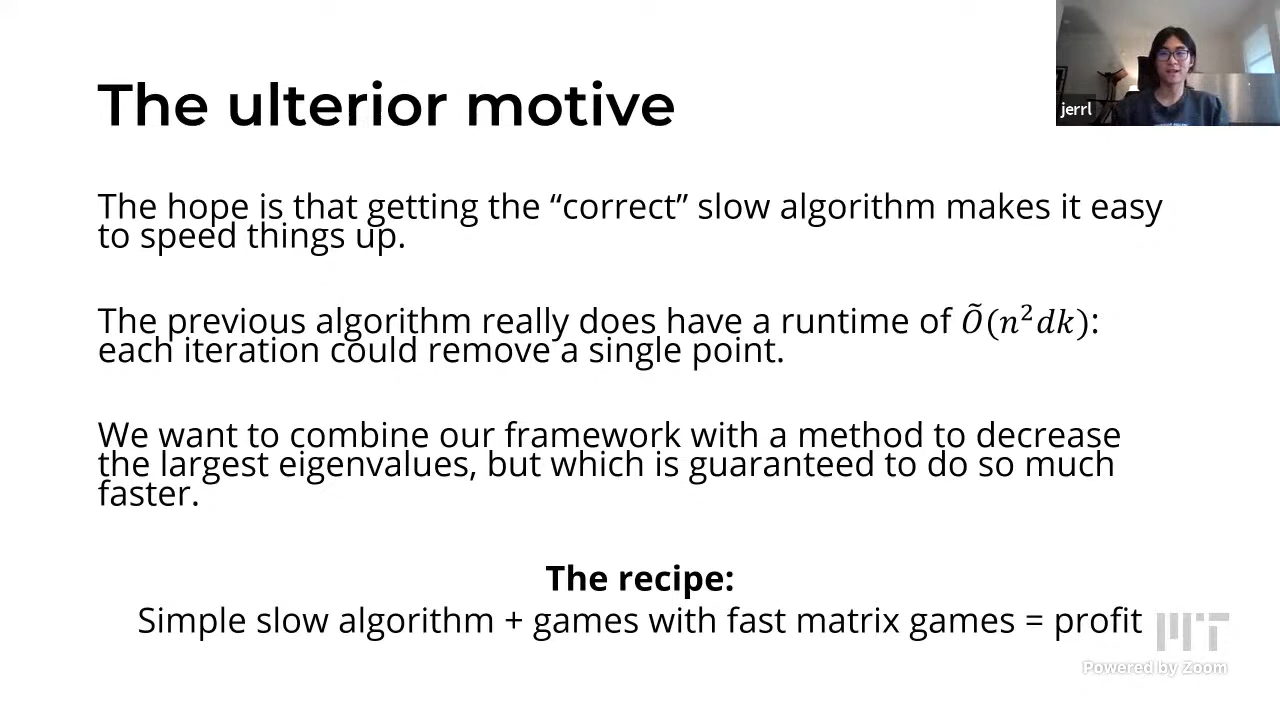 The ulterior motive
jerrl
The hope is that getting the “correct” slow algorithm makes it easy
to speed things up.
The previous algorithm really does have a runtime of Õ(n²dk):
each iteration could remove a single point.
We want to combine our framework with a method to decrease
the largest eigenvalues, but which is guaranteed to do so much
faster.
The recipe:
Simple slow algorithm + games with fast matrix games = profit
MIT
Powered by Zoom